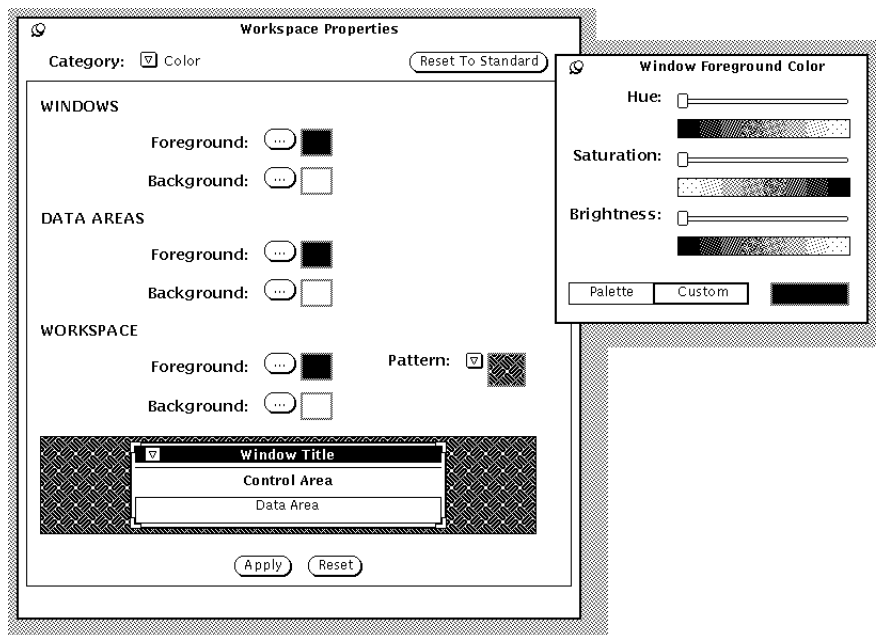 Workspace Properties
Category: Color
Reset To Standard
WINDOWS
Foreground: ...
Background: ...
DATA AREAS
Foreground: ...
Background: ...
WORKSPACE
Foreground: ...
Pattern:
Background: ...
Window Title
Control Area
Data Area
Apply Reset
Window Foreground Color
Hue:
Saturation:
Brightness:
Palette Custom